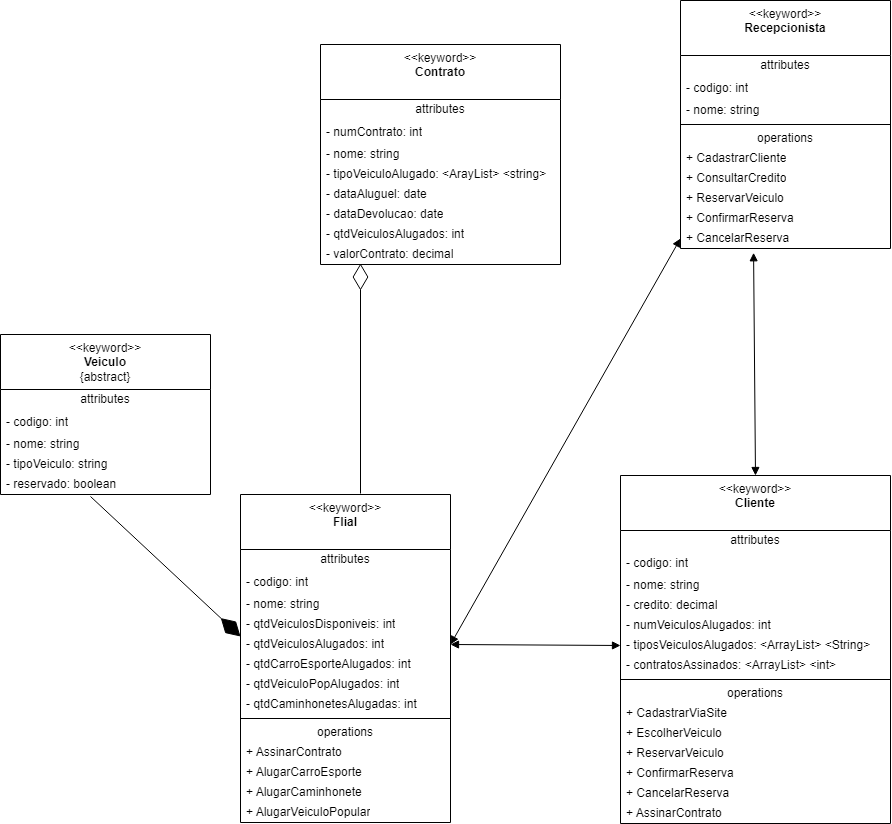 <<keyword>>
Recepcionista
attributes
- codigo: int
- nome: string
operations
+ CadastrarCliente
+ ConsultarCredito
+ ReservarVeiculo
+ ConfirmarReserva
+ CancelarReserva
<<keyword>>
Contrato
attributes
- numContrato: int
- nome: string
- tipoVeiculoAlugado: <ArayList> <string>
- dataAluguel: date
- dataDevolucao: date
- qtdVeiculosAlugados: int
- valorContrato: decimal
<<keyword>>
Veiculo
{abstract}
attributes
- codigo: int
- nome: string
- tipoVeiculo: string
- reservado: boolean
<<keyword>>
Flial
attributes
- codigo: int
- nome: string
- qtdVeiculosDisponiveis: int
- qtdVeiculosAlugados: int
- qtdCarroEsporteAlugados: int
- qtdVeiculoPopAlugados: int
- qtdCaminhonetesAlugadas: int
operations
+ AssinarContrato
+ AlugarCarroEsporte
+ AlugarCaminhonete
+ AlugarVeiculoPopular
<<keyword>>
Cliente
attributes
- codigo: int
- nome: string
- credito: decimal
- numVeiculosAlugados: int
- tiposVeiculosAlugados: <ArrayList> <String>
- contratosAssinados: <ArrayList> <int>
operations
+ CadastrarViaSite
+ EscolherVeiculo
+ ReservarVeiculo
+ ConfirmarReserva
+ CancelarReserva
+ AssinarContrato